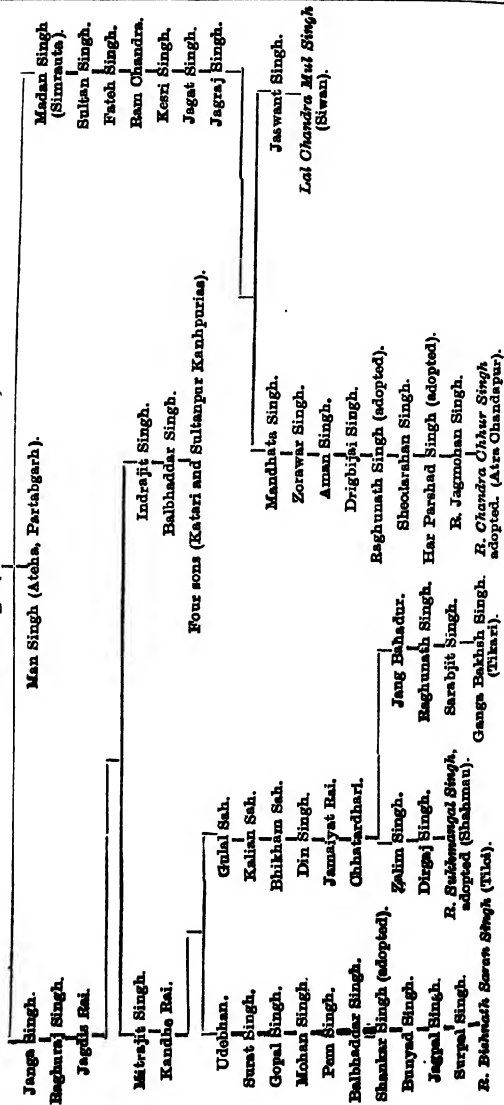 Janga Singh.
Raghuraj Singh.
Jagdis Rai.
Man Singh (Ateha, Partabgarh).
Madan Singh
(Simrauta).
Sultan Singh.
Fateh Singh.
Ram Chandra.
Kesri Singh.
Jagat Singh.
Jagraj Singh.
Mitrajit Singh.
Kandhe Rai.
Indrajit Singh.
Balbhaddar Singh.
Four sons (Katari and Sultanpur Kanhpurias).
Udebhan.
Surat Singh.
Gopal Singh.
Mohan Singh.
Pem Singh.
Balbhaddar Singh.
Shankar Singh (adopted).
Bunyad Singh.
Jagpal Singh.
Surpal Singh.
R. Bishnath Saran Singh (Tiloi).
Gulal Sah.
Kalian Sah.
Bhikham Sah.
Din Singh.
Jamaiyat Rai.
Chhatardhari.
Zalim Singh.
Dirgaj Singh.
R. Sukhmangal Singh,
adopted (Shahmau).
Jang Bahadur.
Raghunath Singh.
Sarabjit Singh.
Ganga Bakhsh Singh.
(Tikari).
Mandhata Singh.
Zorawar Singh.
Aman Singh.
Drigbijai Singh.
Raghunath Singh (adopted).
Sheodarshan Singh.
Har Parshad Singh (adopted).
R. Jagmohan Singh.
R. Chandra Chhur Singh
adopted. (Atra Chandapur).
Jaswant Singh.
Lal Chandra Mul Singh
(Siwan).